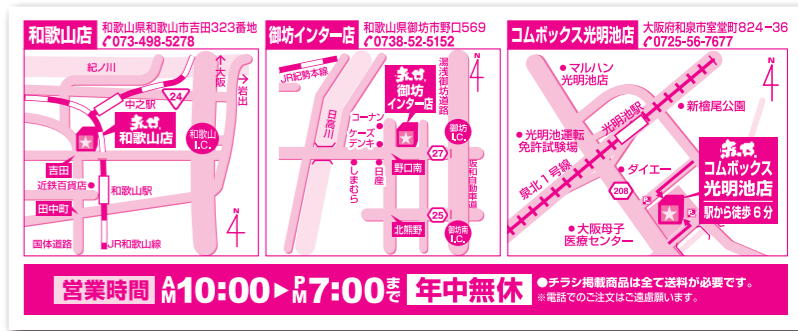 和歌山店
和歌山県和歌山市吉田323番地
073-498-5278
紀ノ川
中之駅
24
大阪
岩出
和歌山店
和歌山
I.C.
吉田
近鉄百貨店
和歌山駅
田中町
国体道路
JR和歌山線
N
4
御坊インター店
和歌山県御坊市野口569
0738-52-5152
JR紀勢本線
日高川
湯浅御坊道路
御坊
インター店
コーナン
ケーズ
デンキ
御坊
I.C.
27
野口南
しまむら
日産
阪和自動車道
25
北熊野
御坊南
I.C.
N
4
コムボックス光明池店
大阪府和泉市室堂町824-36
0725-56-7677
マルハン
光明池店
N
4
光明池駅
新檜尾公園
光明池運転
免許試験場
泉北1号線
ダイエー
208
コムボックス
光明池店
駅から徒歩6分
P
P
大阪母子
医療センター
営業時間 AM10:00▶PM7:00まで 年中無休
●チラシ掲載商品は全て送料が必要です。
※電話でのご注文はご遠慮願います。